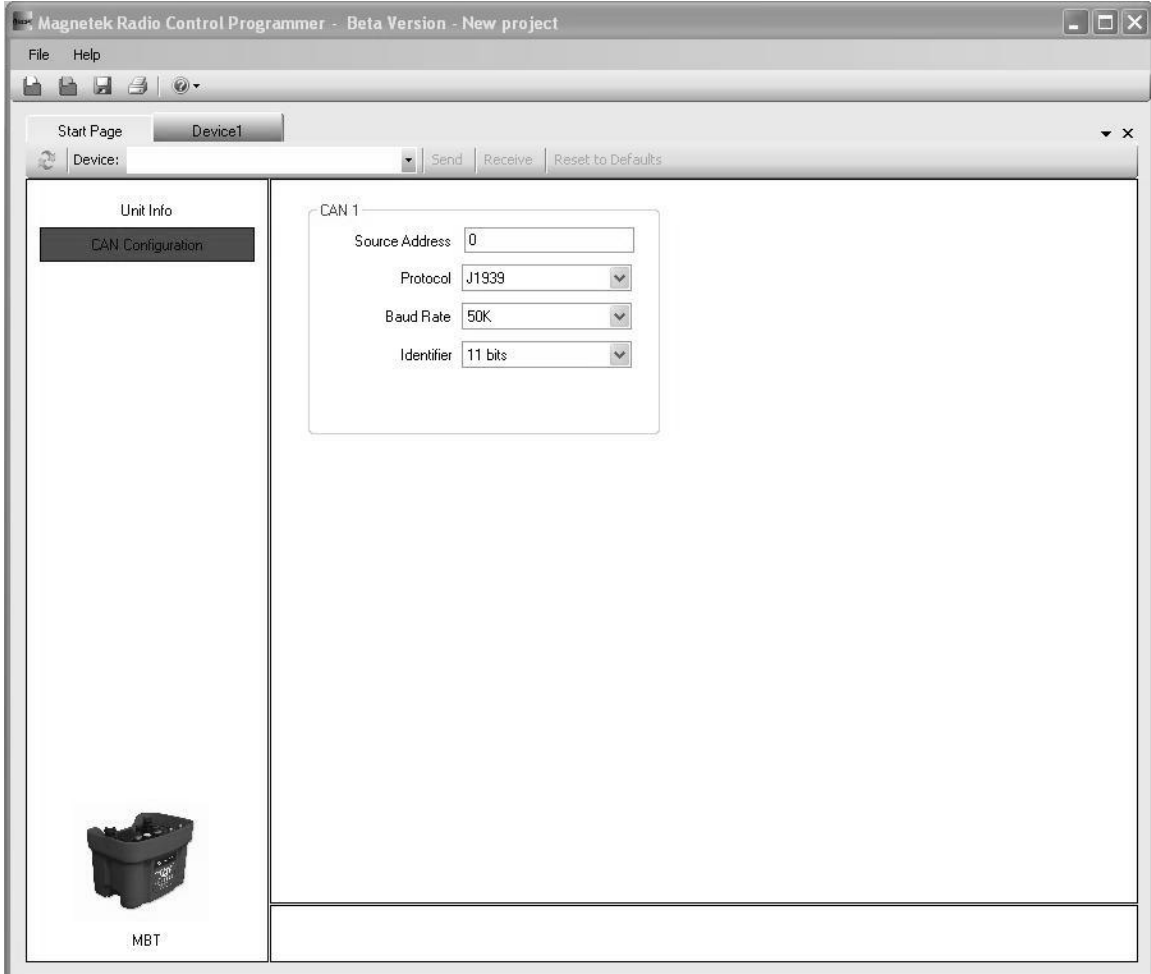 Magnetek Radio Control Programmer - Beta Version - New project
File Help
Start Page Device1
Device: Send Receive Reset to Defaults
Unit Info
CAN Configuration
CAN 1
Source Address 0
Protocol J1939
Baud Rate 50K
Identifier 11 bits
MBT